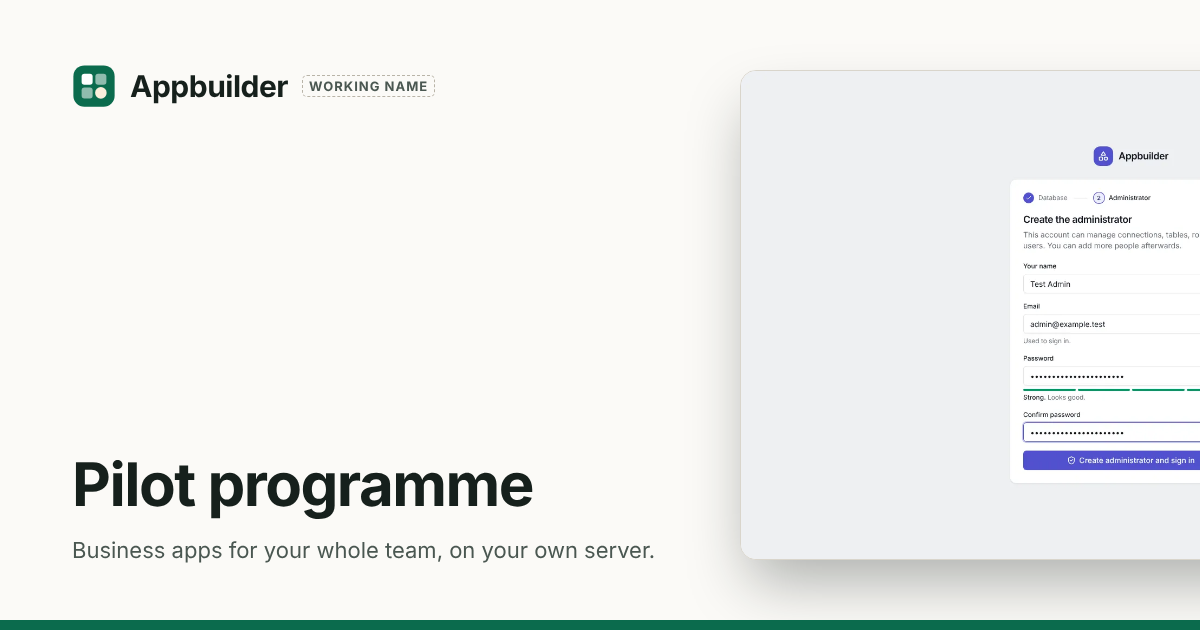 Appbuilder WORKING NAME
Pilot programme
Business apps for your whole team, on your own server.
Appbuilder
Database 2 Administrator
Create the administrator
This account can manage connections, tables,
users. You can add more people afterwards.
Your name
Test Admin
Email
admin@example.test
Used to sign in.
Password
•••••••••••••••••••••
Strong. Looks good.
Confirm password
•••••••••••••••••••••
Create administrator and sign in